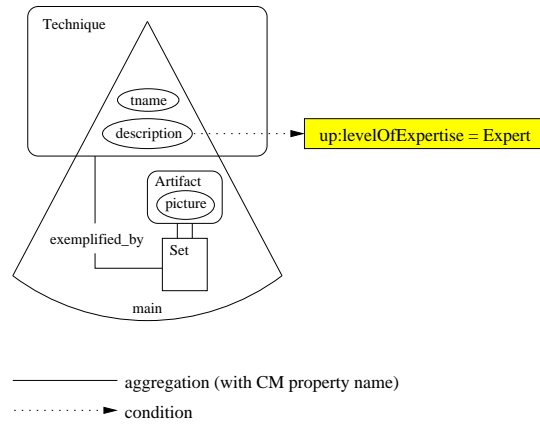 Technique
tname
description
up:levelOfExpertise = Expert
Artifact
picture
exemplified_by
Set
main
aggregation (with CM property name)
condition